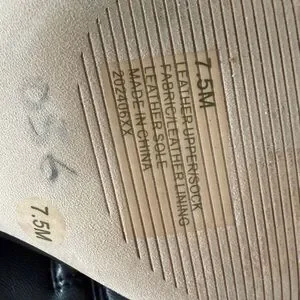 7.5M
LEATHER UPPER/SOCK
FABRIC/LEATHER LINING
LEATHER SOLE
MADE IN CHINA
202406XX
7.5M